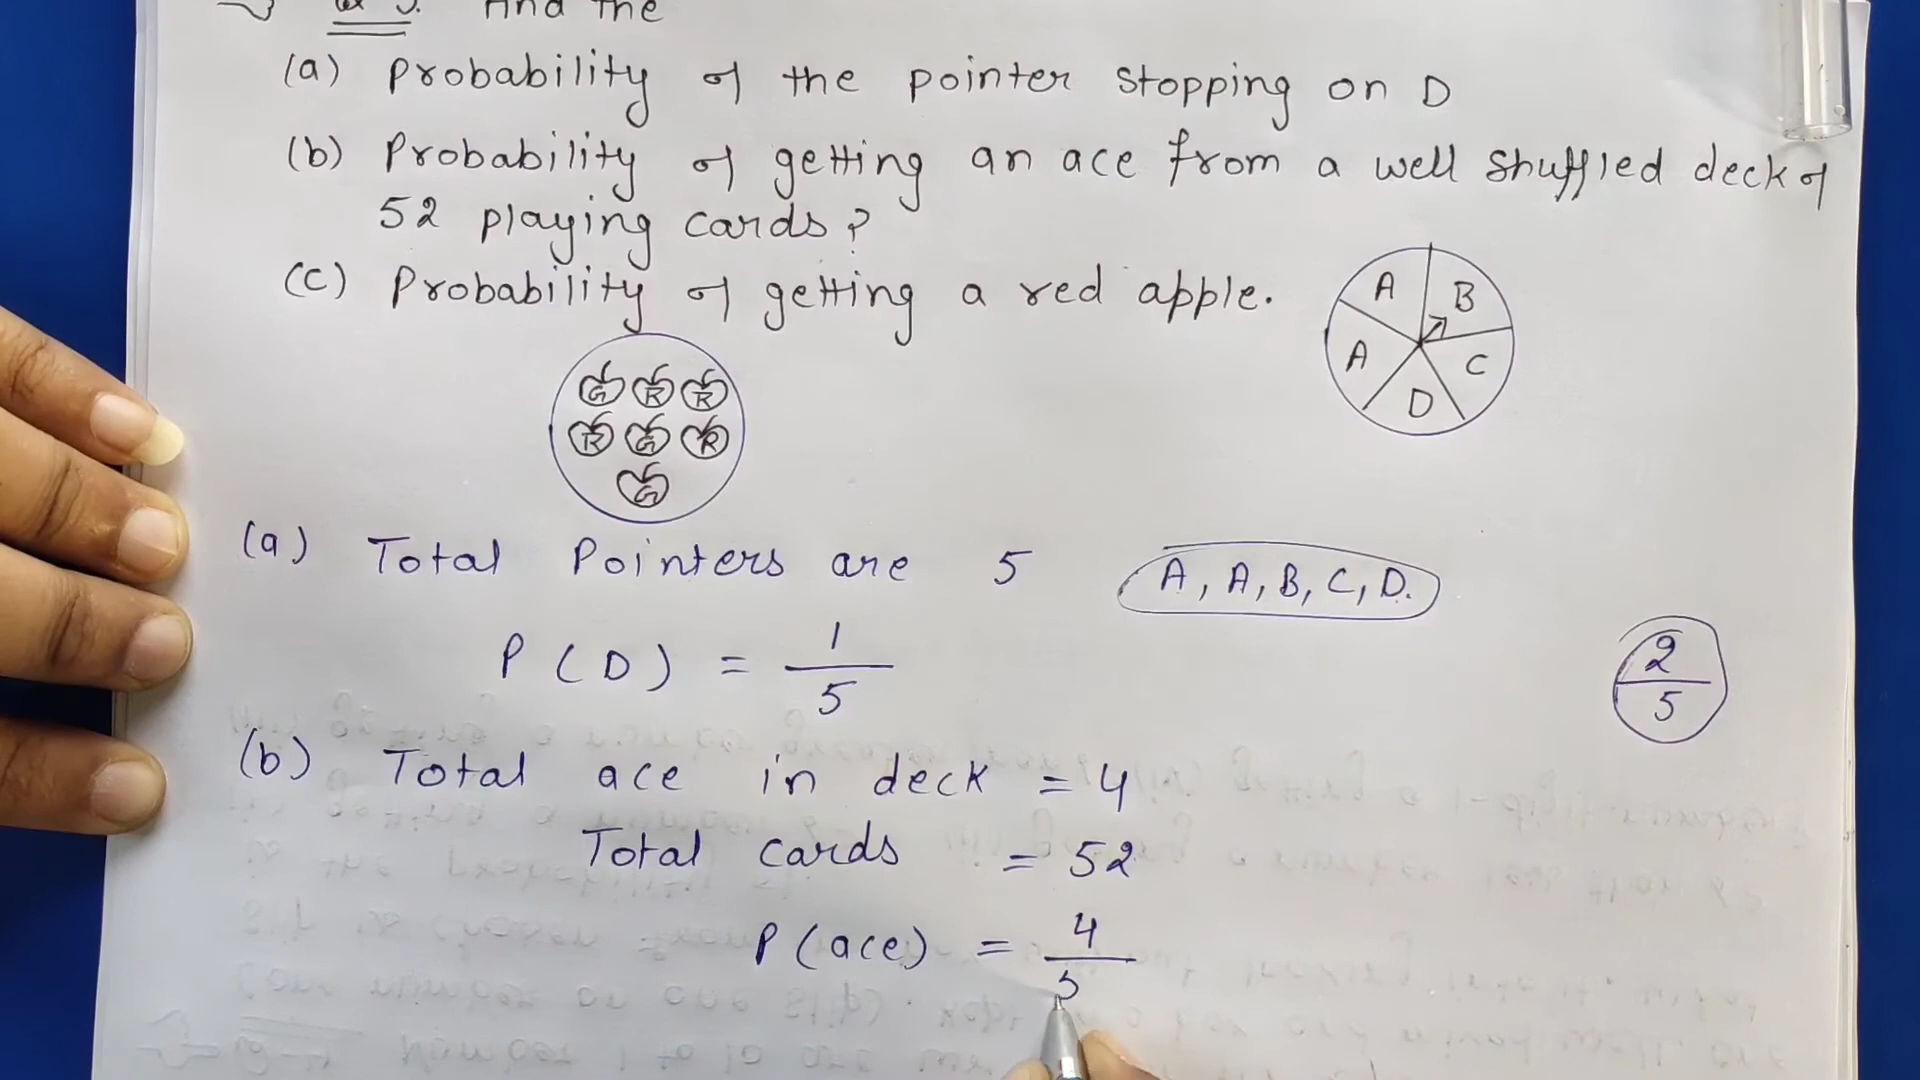 Find the
(a) Probability of the pointer stopping on D
(b) Probability of getting an ace from a well shuffled deck of
52 playing cards?
(c) Probability of getting a red apple.
A B
A C
D
G R R
R G R
G
(a) Total Pointers are 5 A, A, B, C, D.
P(D) = 1/5
2/5
(b) Total ace in deck = 4
Total cards = 52
P(ace) = 4/5